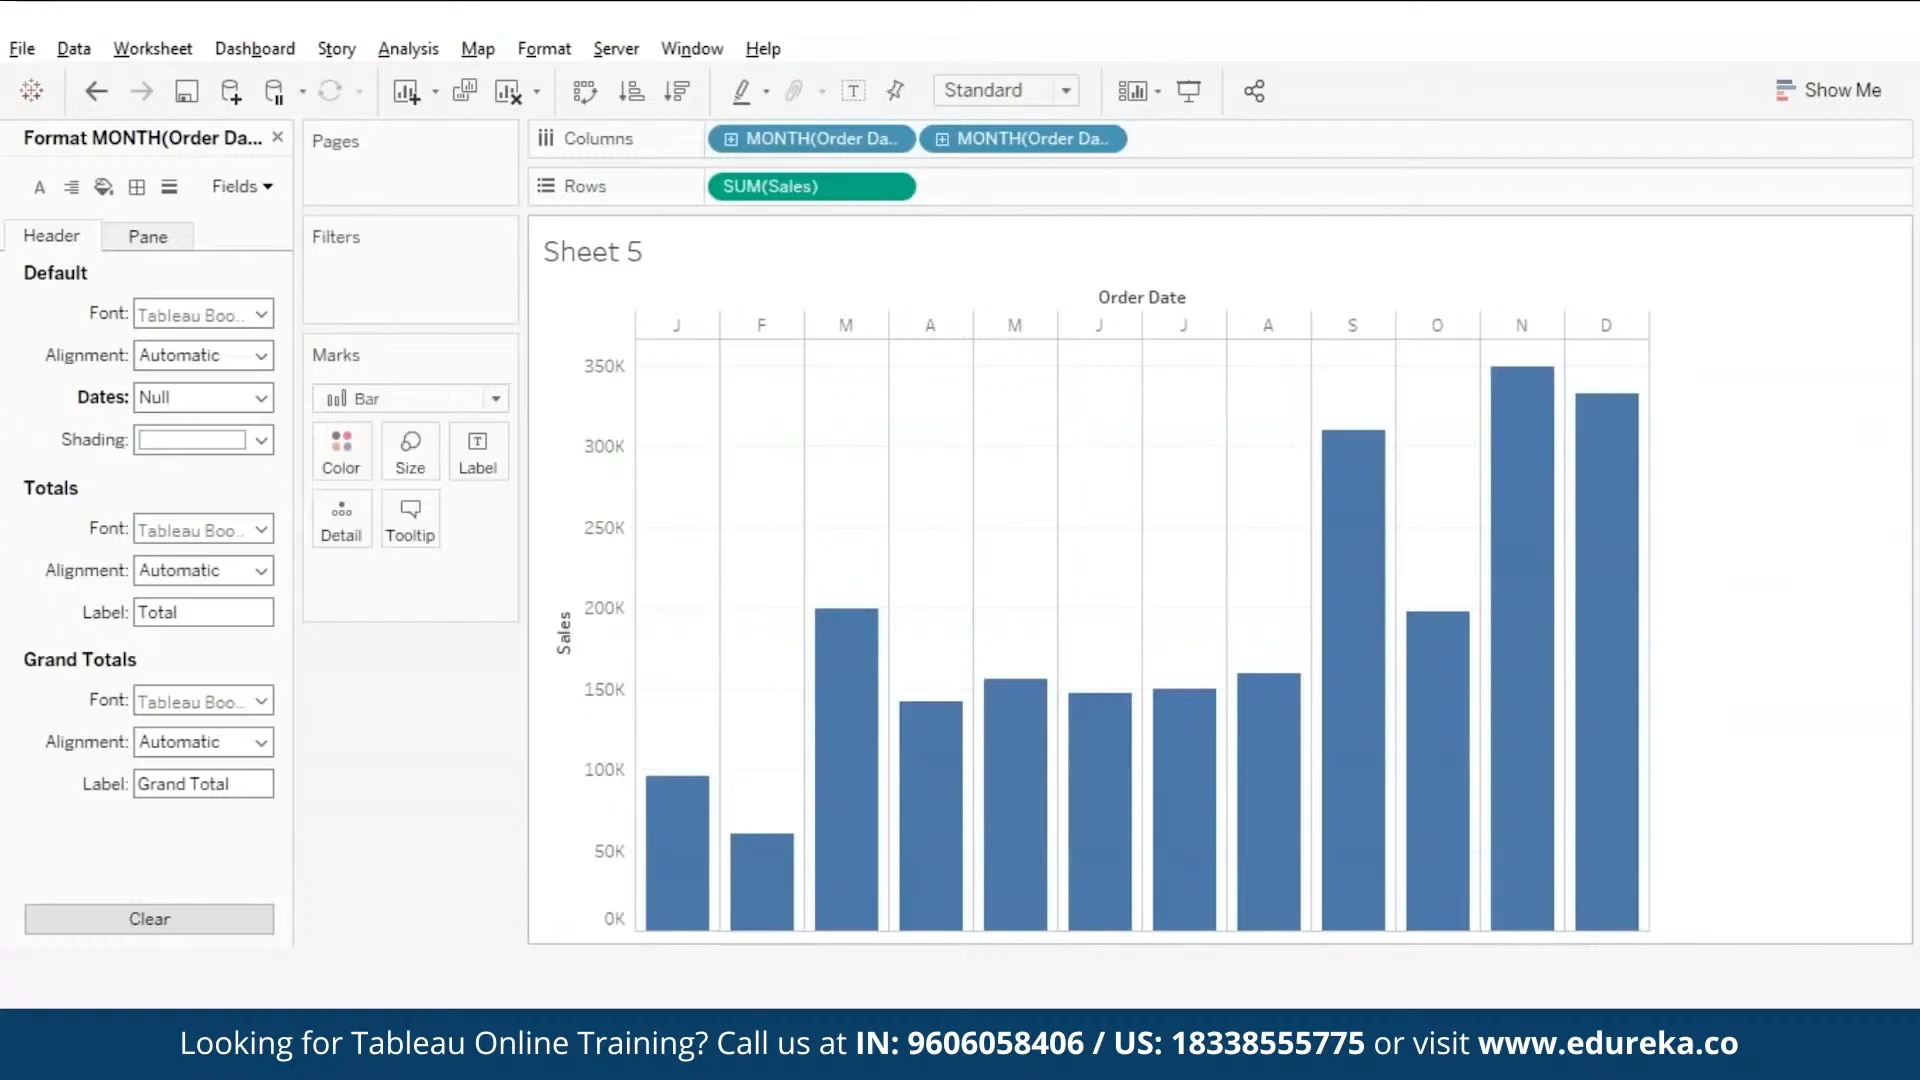 File Data Worksheet Dashboard Story Analysis Map Format Server Window Help
Standard
Show Me
Format MONTH(Order Da...
Fields
Header Pane
Default
Font: Tableau Boo..
Alignment: Automatic
Dates: Null
Shading:
Totals
Font: Tableau Boo..
Alignment: Automatic
Label: Total
Grand Totals
Font: Tableau Boo..
Alignment: Automatic
Label: Grand Total
Clear
Pages
Filters
Marks
Bar
Color Size Label
Detail Tooltip
Columns MONTH(Order Da.. MONTH(Order Da..
Rows SUM(Sales)
Sheet 5
Order Date
J F M A M J J A S O N D
350K
300K
250K
200K
150K
100K
50K
0K
Sales
Looking for Tableau Online Training? Call us at IN: 9606058406 / US: 18338555775 or visit www.edureka.co